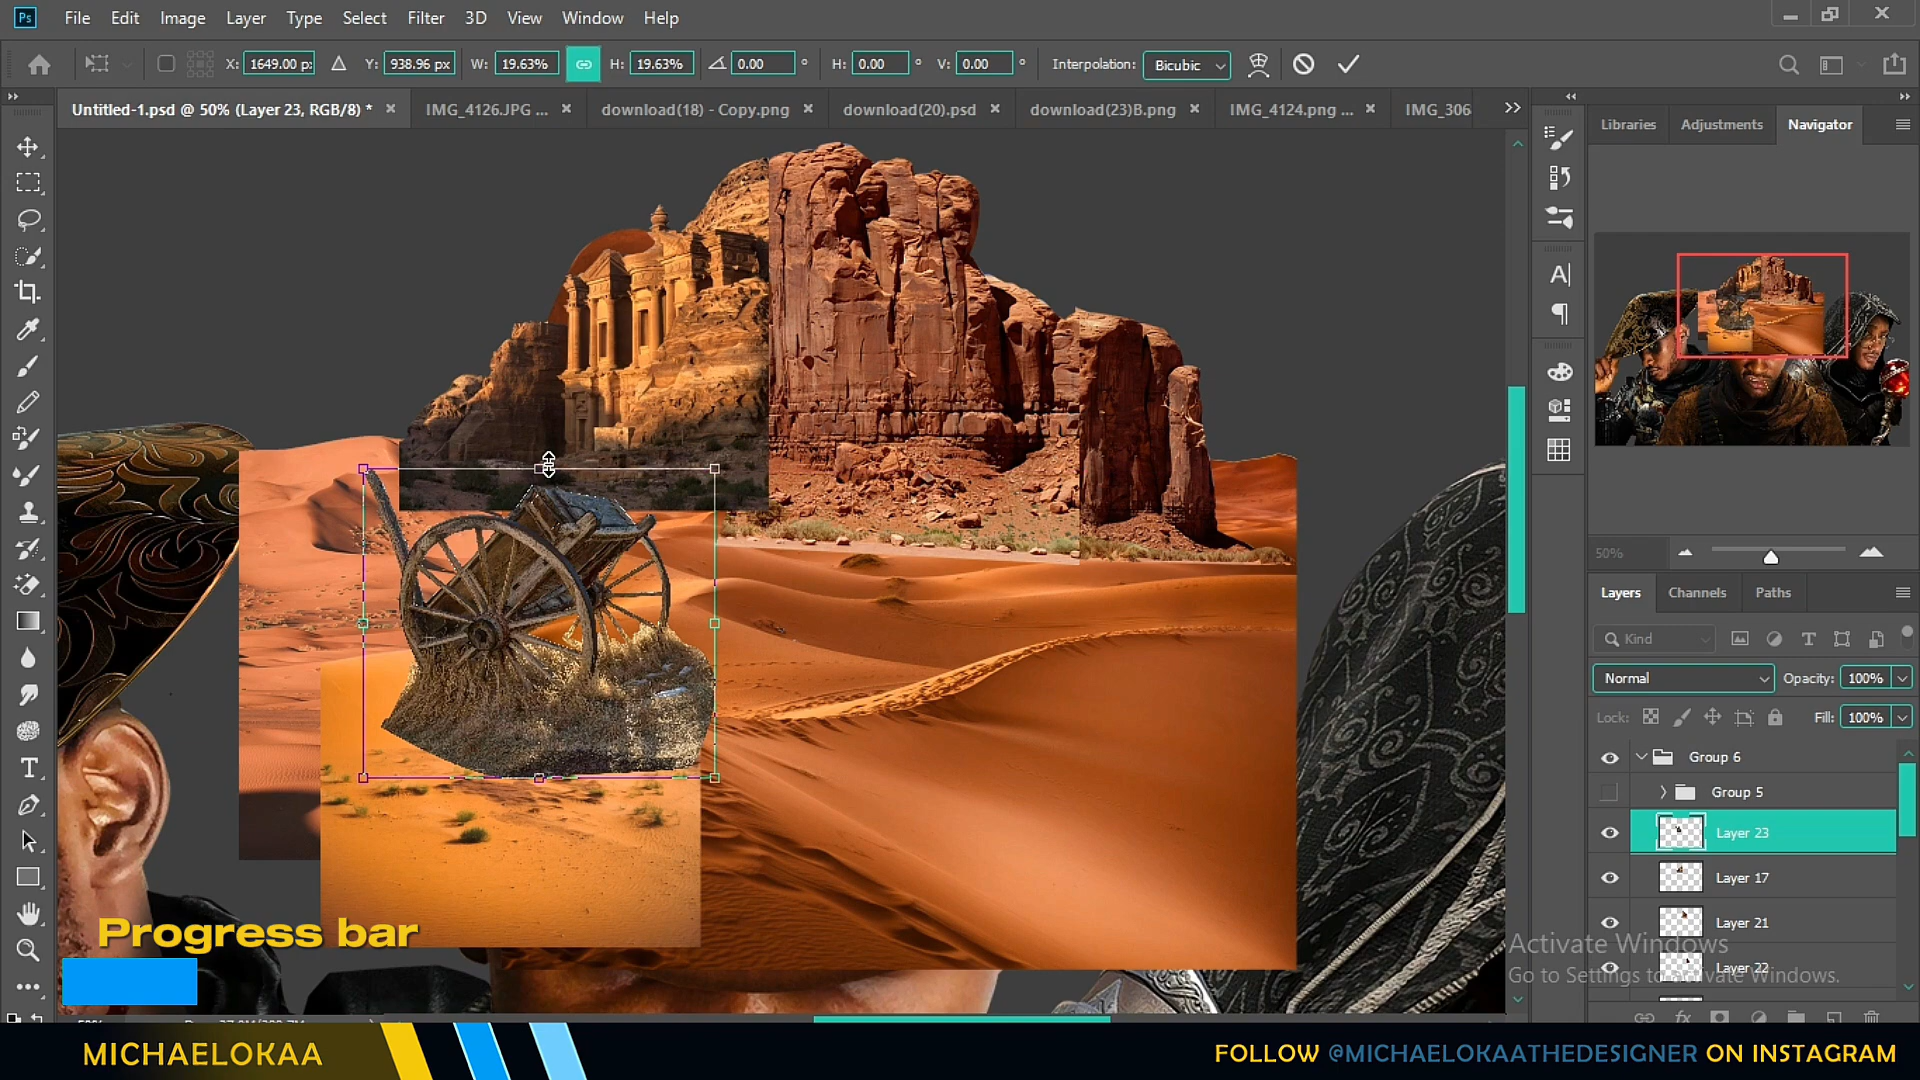 Ps File Edit Image Layer Type Select Filter 3D View Window Help
X: 1649.00 p: Y: 938.96 px W: 19.63% H: 19.63% 0.00 ° H: 0.00 ° V: 0.00 ° Interpolation: Bicubic
Untitled-1.psd @ 50% (Layer 23, RGB/8) * IMG_4126.JPG ... download(18) - Copy.png download(20).psd download(23)B.png IMG_4124.png ... IMG_306
Libraries Adjustments Navigator
50%
Layers Channels Paths
Kind
Normal Opacity: 100%
Lock: Fill: 100%
Group 6
Group 5
Layer 23
Layer 17
Layer 21
Layer 22
Progress bar
Activate Windows
Go to Settings to activate Windows.
MICHAELOKAA
FOLLOW @MICHAELOKAATHEDESIGNER ON INSTAGRAM